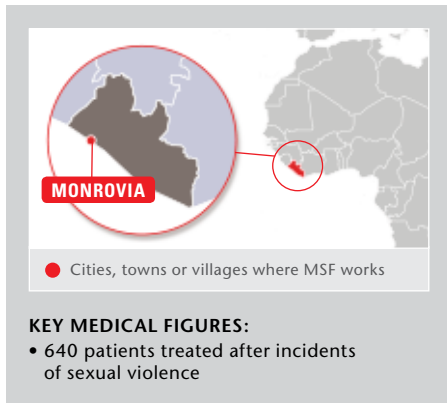 MONROVIA
Cities, towns or villages where MSF works
KEY MEDICAL FIGURES:
• 640 patients treated after incidents
of sexual violence